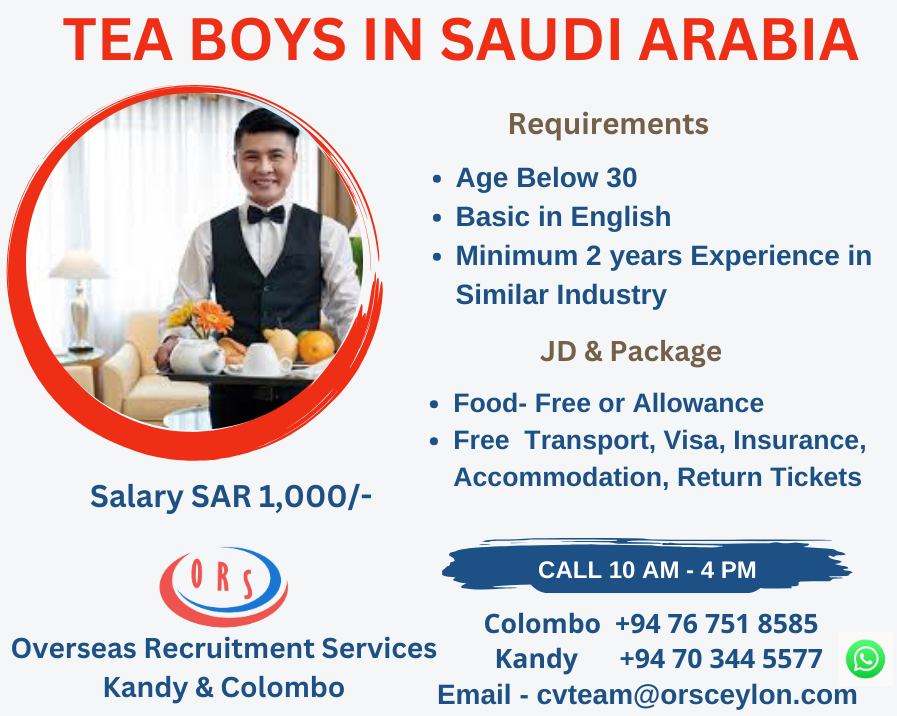 TEA BOYS IN SAUDI ARABIA
Requirements
• Age Below 30
• Basic in English
• Minimum 2 years Experience in
Similar Industry
JD & Package
• Food- Free or Allowance
• Free  Transport, Visa, Insurance,
Accommodation, Return Tickets
Salary SAR 1,000/-
ORS
Overseas Recruitment Services
Kandy & Colombo
CALL 10 AM - 4 PM
Colombo +94 76 751 8585
Kandy +94 70 344 5577
Email - cvteam@orsceylon.com